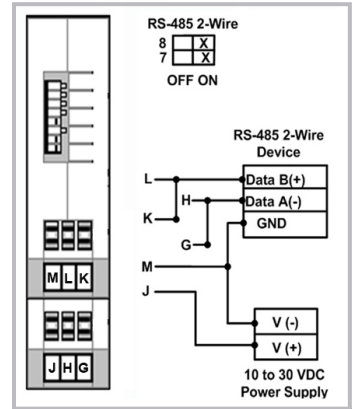 RS-485 2-Wire
8 X
7 X
OFF ON
RS-485 2-Wire
Device
L
Data B(+)
H
Data A(-)
K
GND
G
M
J
M L K
J H G
V (-)
V (+)
10 to 30 VDC
Power Supply